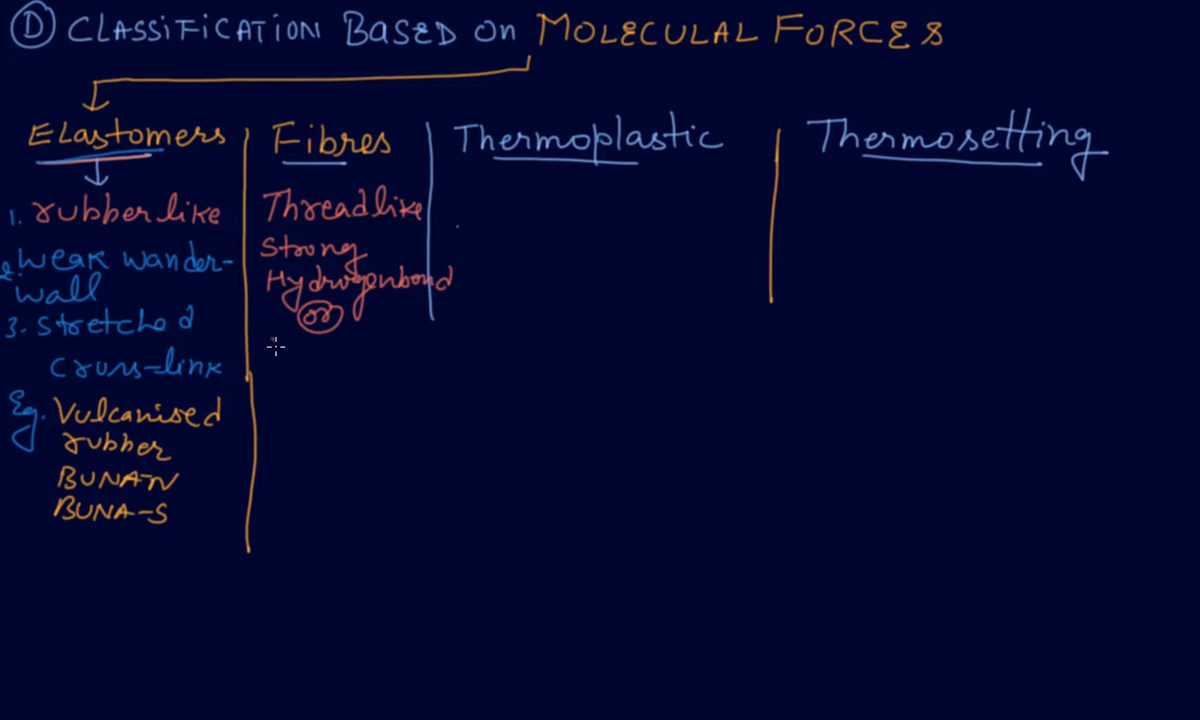 D CLASSIFICATION BASED ON MOLECULAR FORCES
Elastomers
1. rubber like
2. weak wander-
wall
3. Stretched
Cross-link
Eg. Vulcanised
rubber
BUNA-N
BUNA-S
Fibres
Threadlike
Strong
Hydrogenbond
or
Thermoplastic
Thermosetting